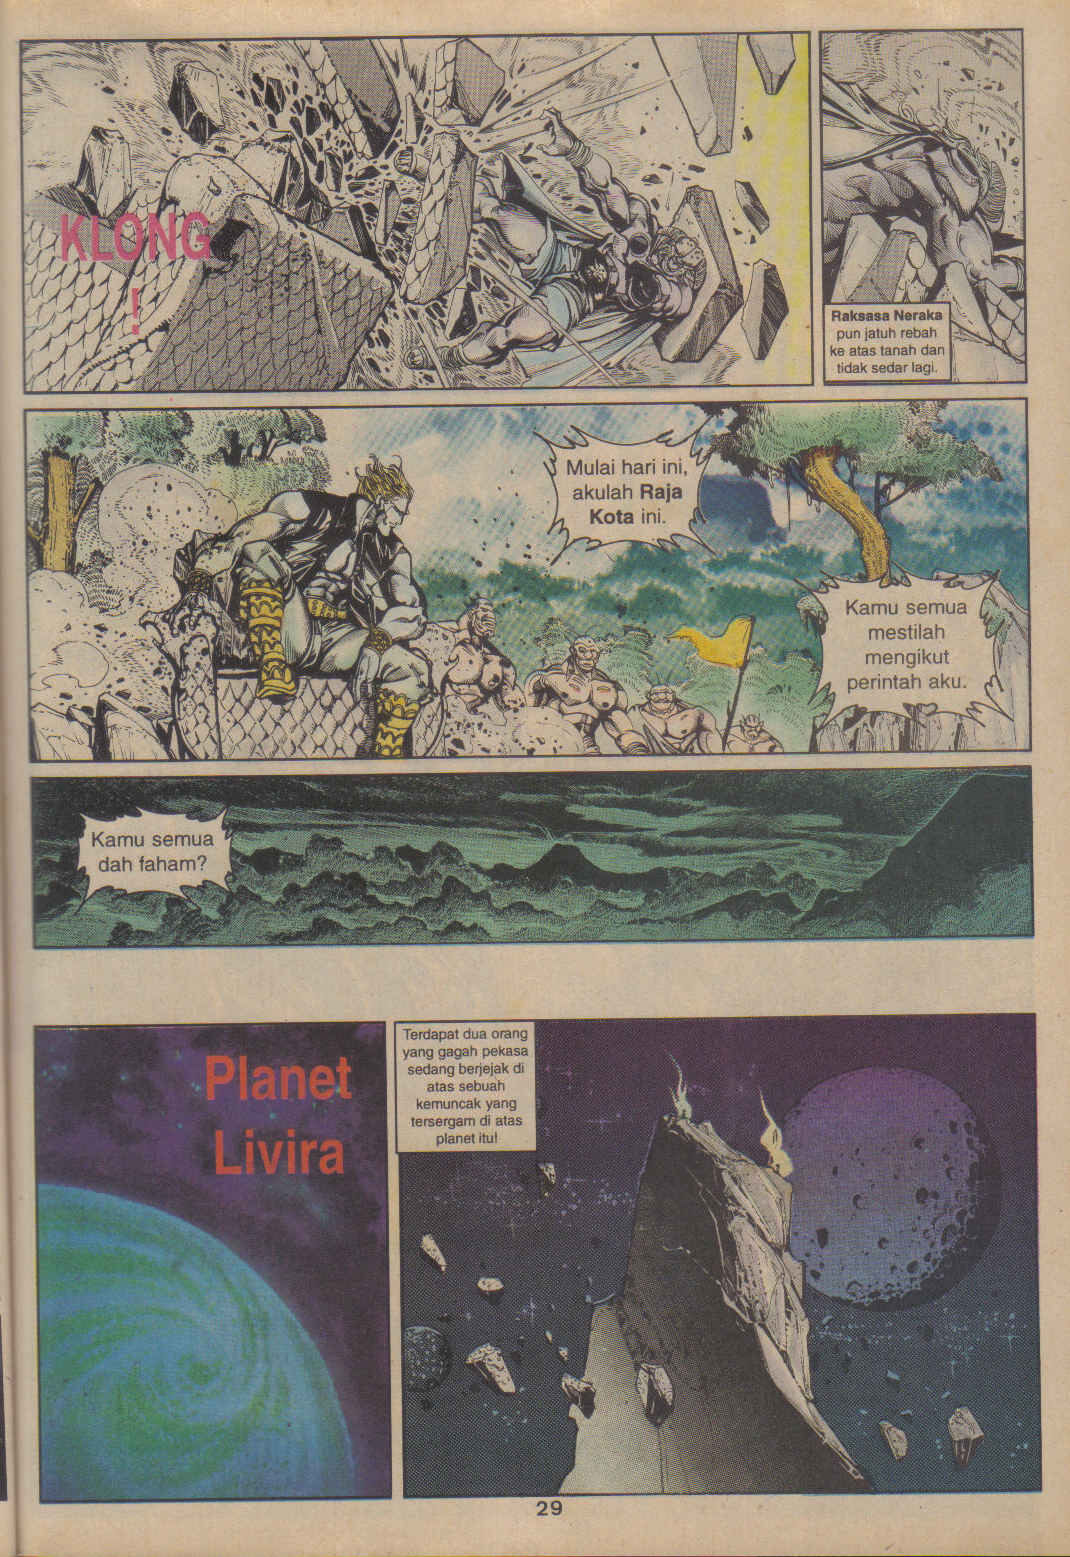 KLONG
!
Raksasa Neraka
pun jatuh rebah
ke atas tanah dan
tidak sedar lagi.
Mulai hari ini,
akulah Raja
Kota ini.
Kamu semua
mestilah
mengikut
perintah aku.
Kamu semua
dah faham?
Planet
Livira
Terdapat dua orang
yang gagah pekasa
sedang berjejak di
atas sebuah
kemuncak yang
tersergam di atas
planet itu!
29